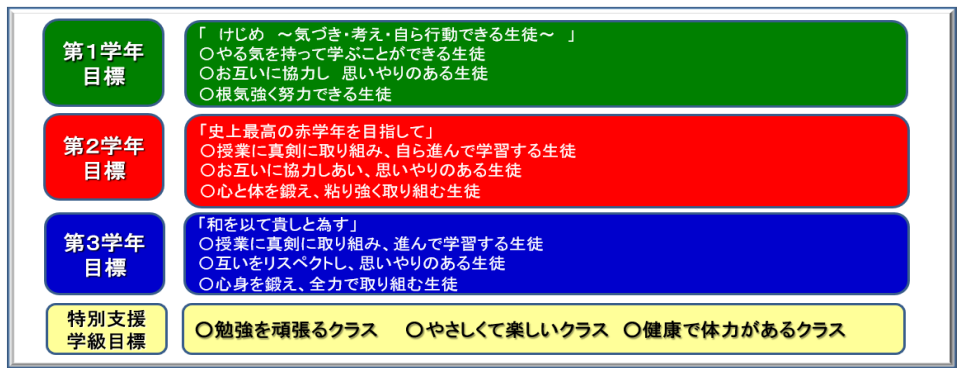 第1学年
目標
「　けじめ　～気づき・考え・自ら行動できる生徒～　」
○やる気を持って学ぶことができる生徒
○お互いに協力し　思いやりのある生徒
○根気強く努力できる生徒
第2学年
目標
「史上最高の赤学年を目指して」
○授業に真剣に取り組み、自ら進んで学習する生徒
○お互いに協力しあい、思いやりのある生徒
○心と体を鍛え、粘り強く取り組む生徒
第3学年
目標
「和を以て貴しと為す」
○授業に真剣に取り組み、進んで学習する生徒
○互いをリスペクトし、思いやりのある生徒
○心身を鍛え、全力で取り組む生徒
特別支援
学級目標
○勉強を頑張るクラス　○やさしくて楽しいクラス　○健康で体力があるクラス